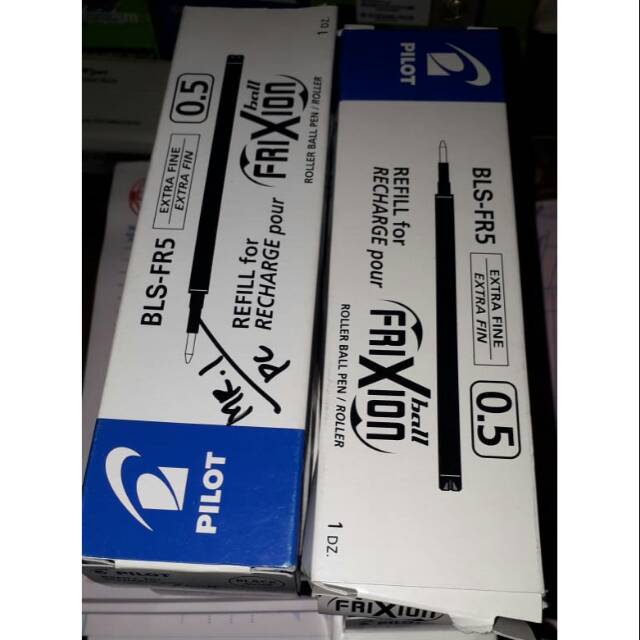 1 DZ.
FRIXion ball
ROLLER BALL PEN / ROLLER
REFILL for
RECHARGE pour
0.5
EXTRA FINE
EXTRA FIN
BLS-FR5
PILOT
PILOT
BLACK
PILOT
BLS-FR5
EXTRA FINE
EXTRA FIN
0.5
REFILL for
RECHARGE pour
FRIXion ball
ROLLER BALL PEN / ROLLER
1 DZ.
FRIXion